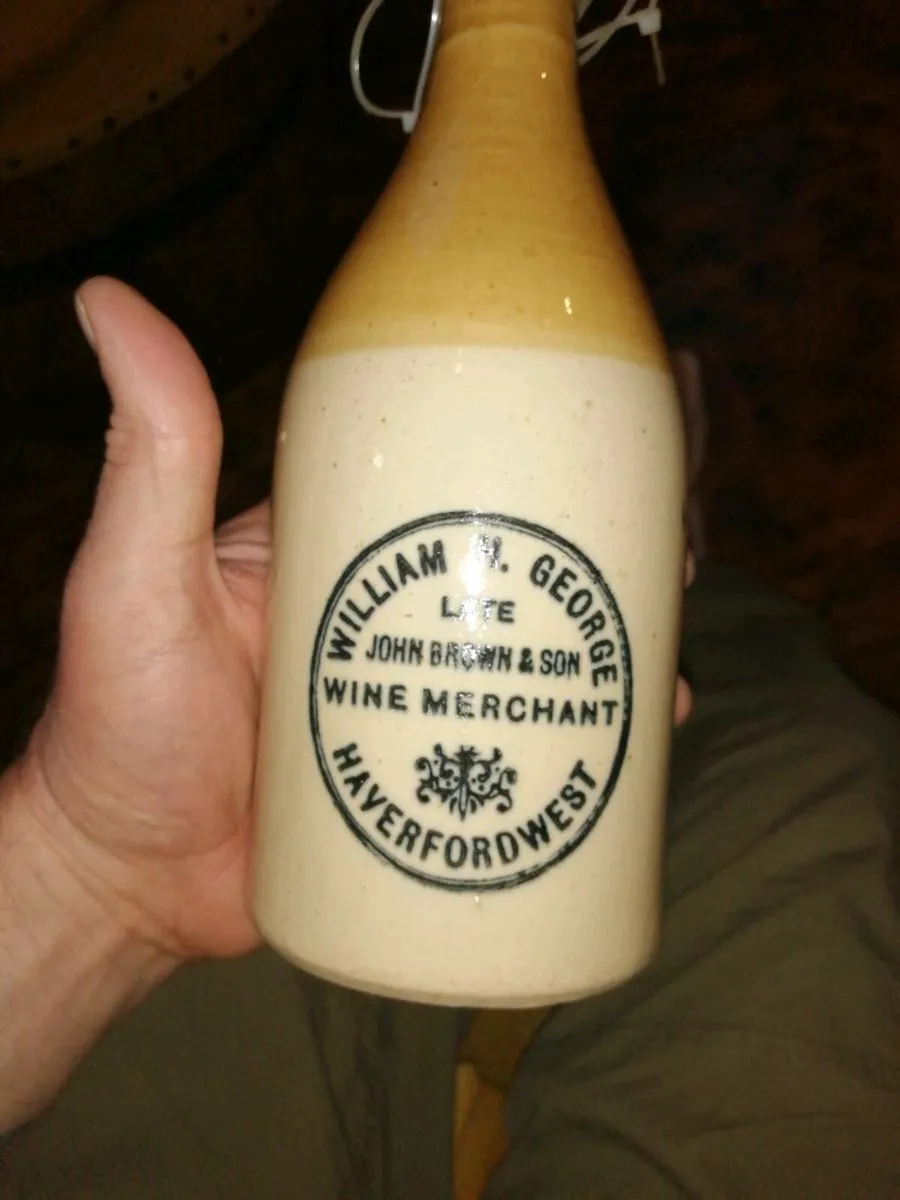 WILLIAM H. GEORGE
LATE
JOHN BROWN & SON
WINE MERCHANT
HAVERFORDWEST